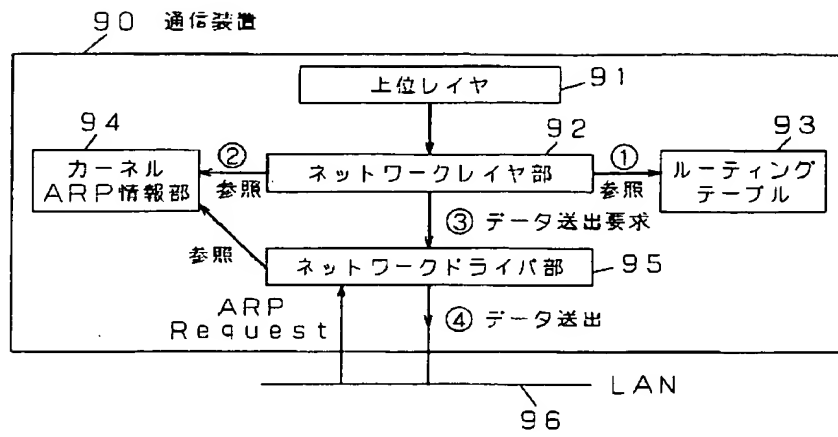 90 通信装置
上位レイヤ
91
94
92
93
カーネル
ARP情報部
②
参照
ネットワークレイヤ部
①
参照
ルーティング
テーブル
③ データ送出要求
参照
ネットワークドライバ部
95
ARP
Request
④ データ送出
LAN
96